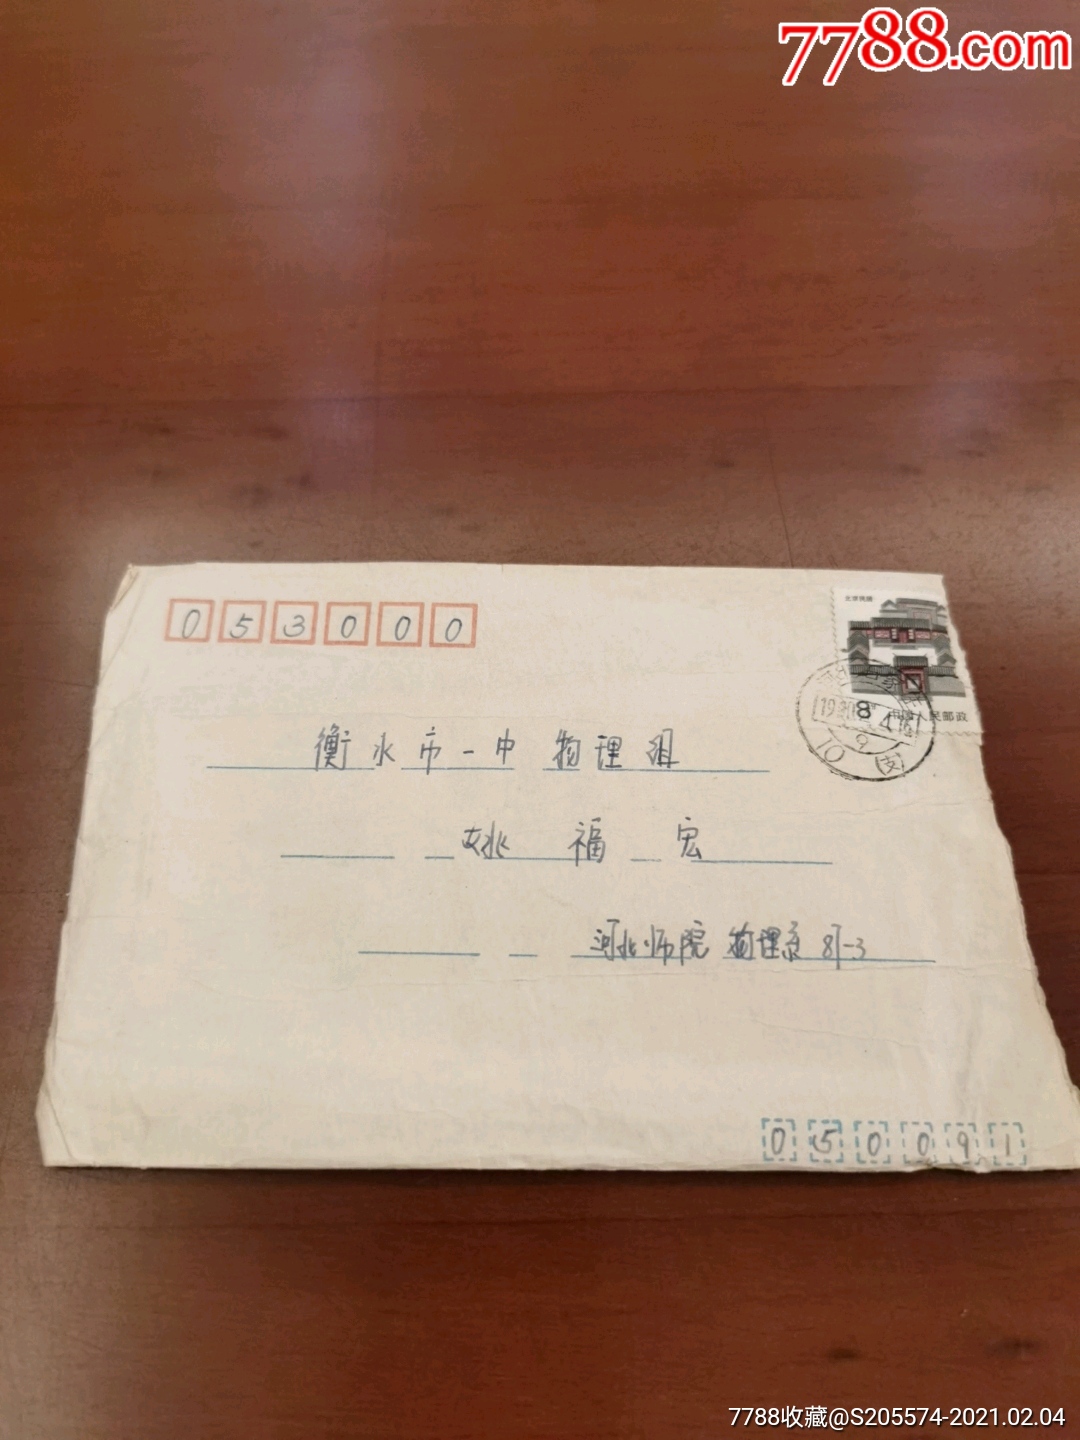 7788.com
053000
北京民居
8
中国人民邮政
10
(支)
衡水市一中 物理组
姚 福 宏
河北师院 物理系
050091
7788收藏@S205574-2021.02.04